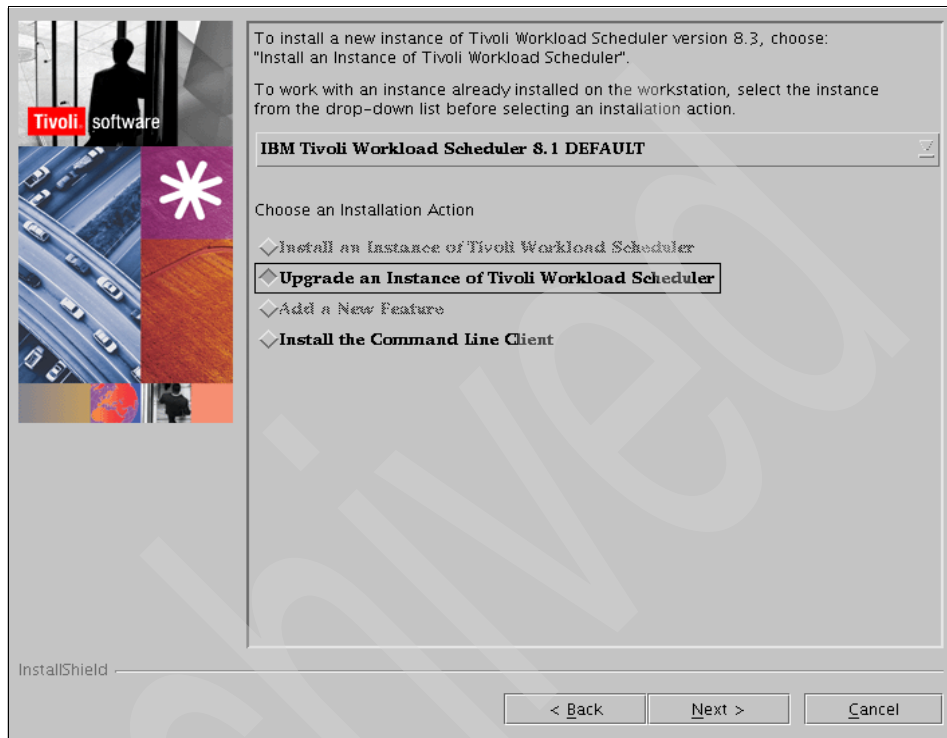 To install a new instance of Tivoli Workload Scheduler version 8.3, choose:
"Install an Instance of Tivoli Workload Scheduler".
To work with an instance already installed on the workstation, select the instance
from the drop-down list before selecting an installation action.
Tivoli. software
IBM Tivoli Workload Scheduler 8.1 DEFAULT
Choose an Installation Action
Install an Instance of Tivoli Workload Scheduler
Upgrade an Instance of Tivoli Workload Scheduler
Add a New Feature
Install the Command Line Client
InstallShield
< Back
Next >
Cancel